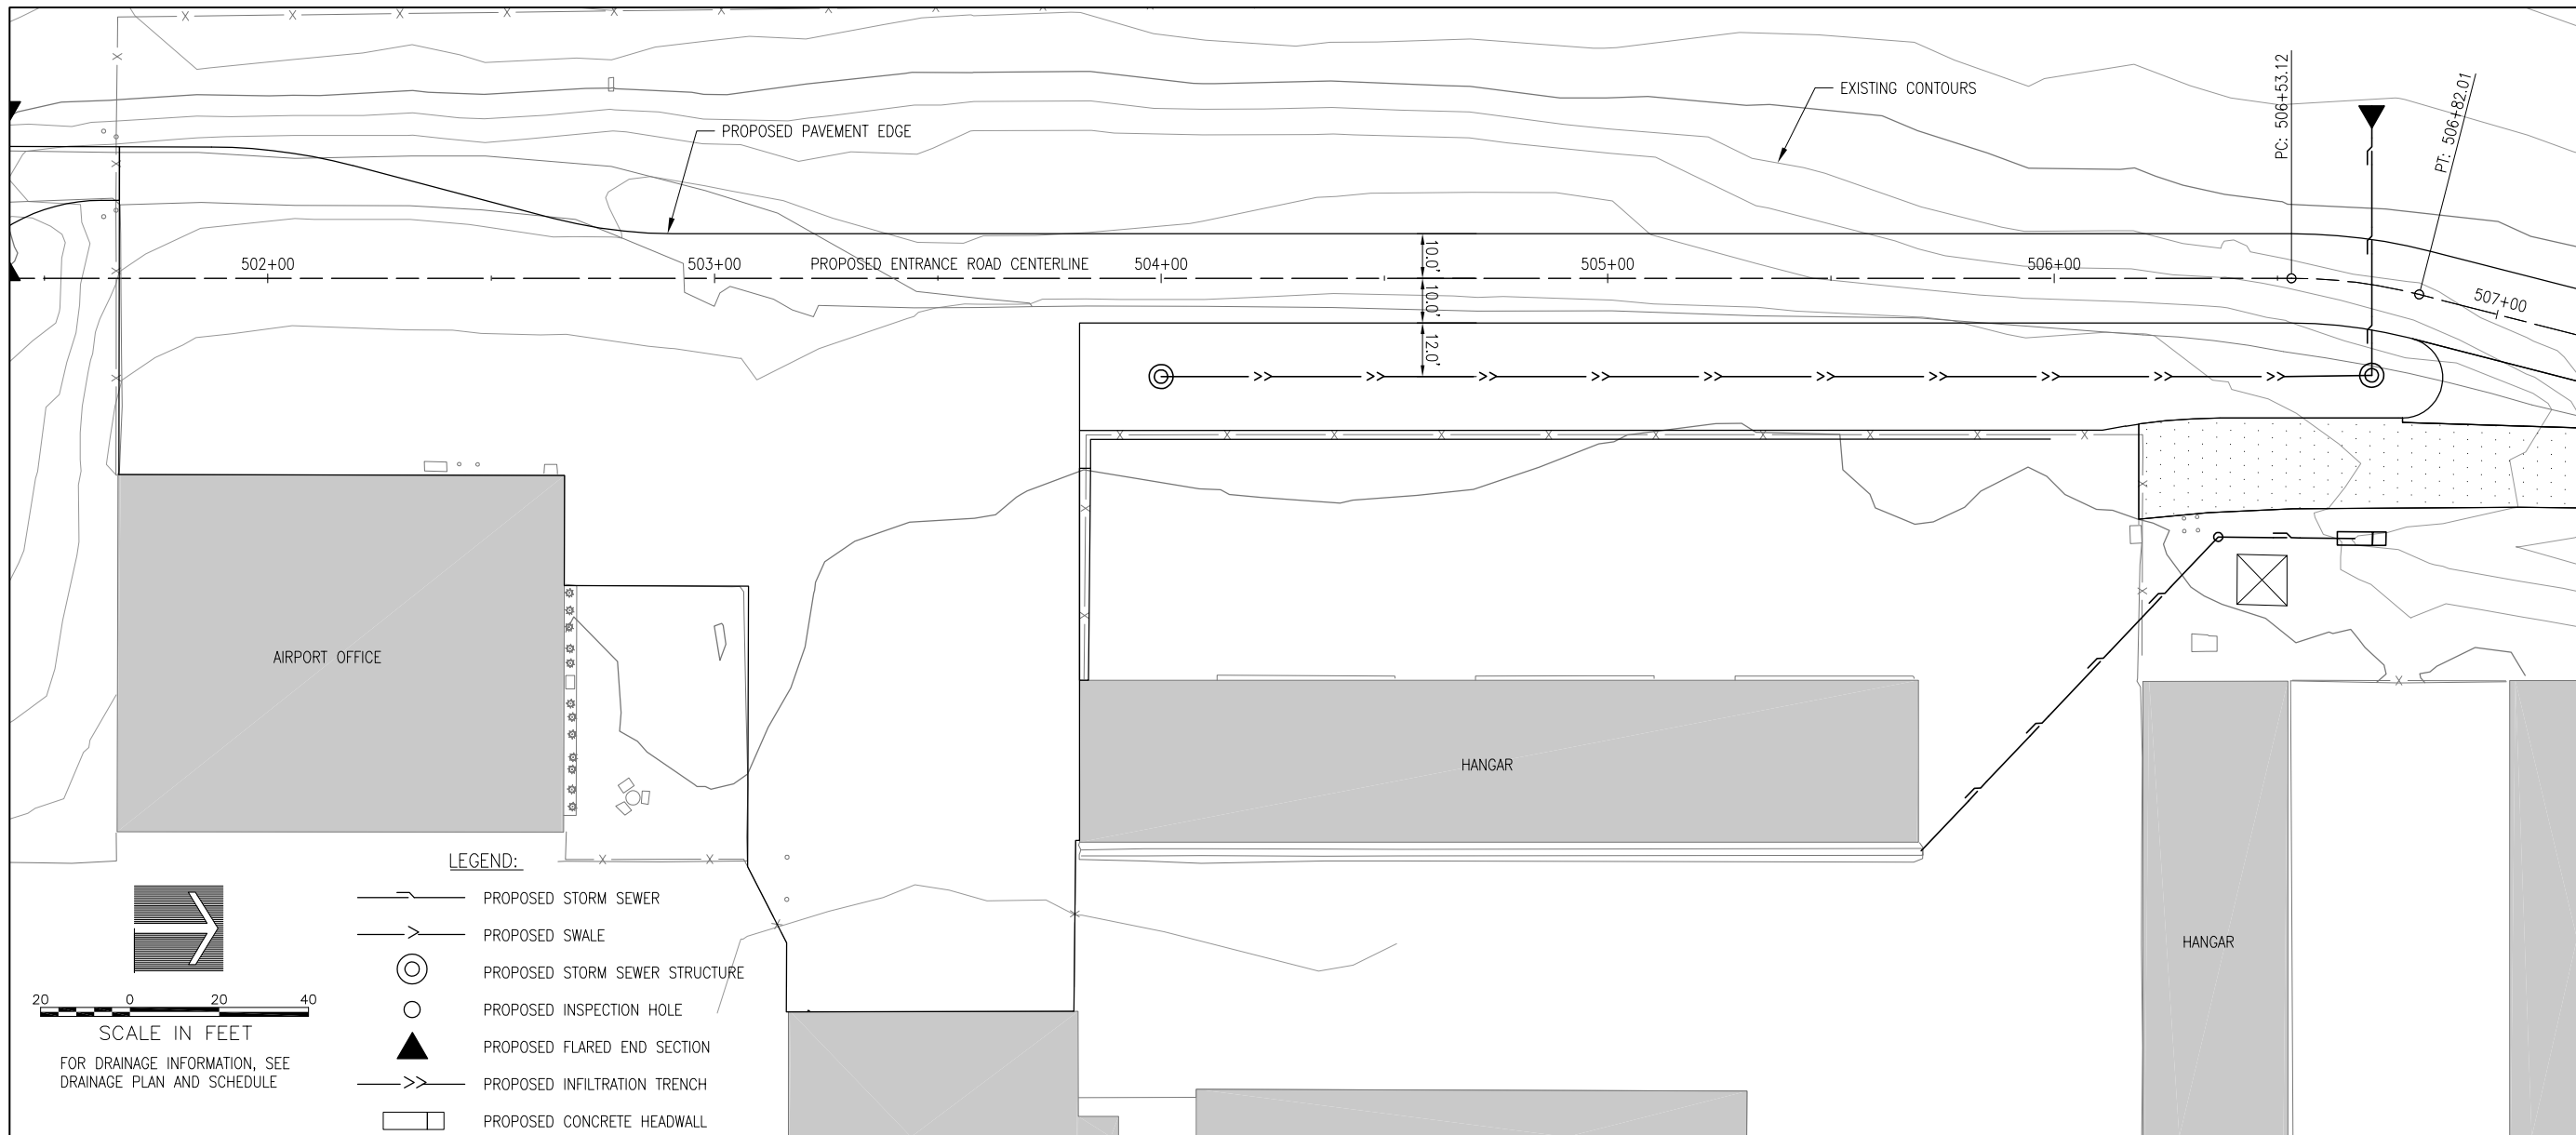 EXISTING CONTOURS
PROPOSED PAVEMENT EDGE
PC: 506+53.12
PT: 506+82.01
502+00
503+00
PROPOSED ENTRANCE ROAD CENTERLINE
504+00
505+00
506+00
507+00
10.0'
10.0'
12.0'
AIRPORT OFFICE
HANGAR
HANGAR
LEGEND:
PROPOSED STORM SEWER
PROPOSED SWALE
PROPOSED STORM SEWER STRUCTURE
PROPOSED INSPECTION HOLE
PROPOSED FLARED END SECTION
PROPOSED INFILTRATION TRENCH
PROPOSED CONCRETE HEADWALL
20 0 20 40
SCALE IN FEET
FOR DRAINAGE INFORMATION, SEE
DRAINAGE PLAN AND SCHEDULE